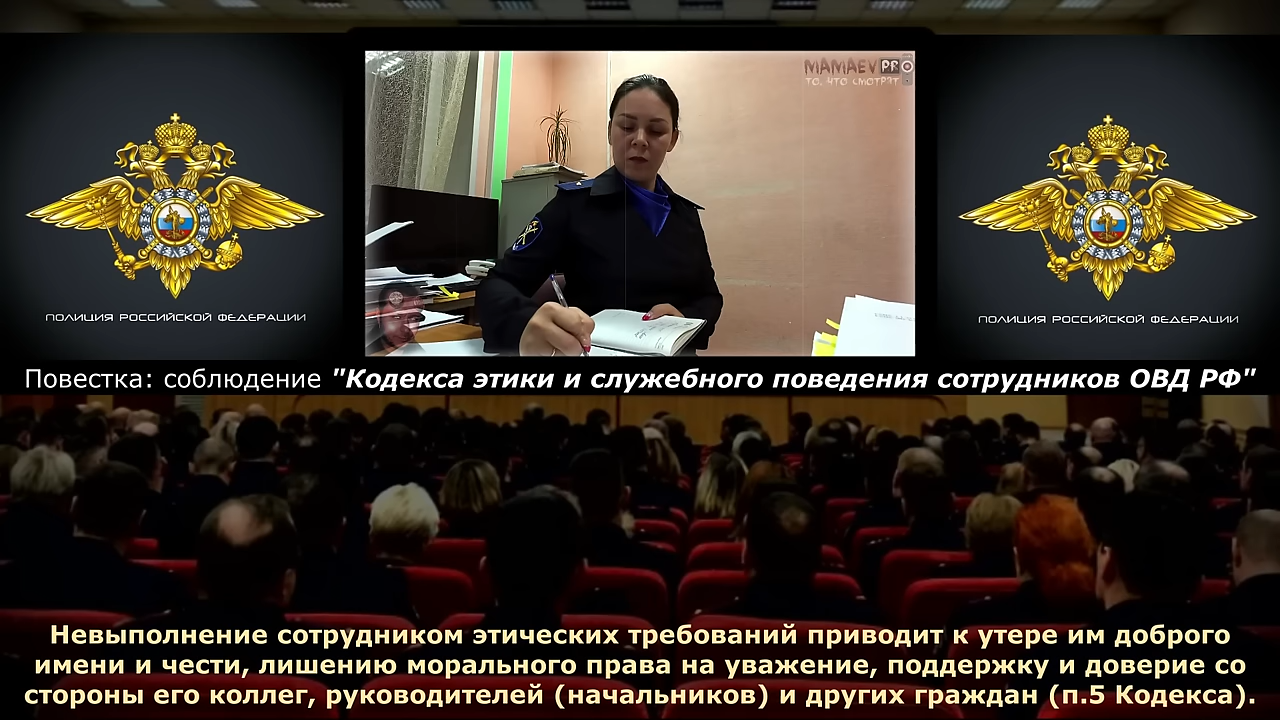 MAMAEV PRO
ТО, ЧТО СМОТРЯТ
ПОЛИЦИЯ РОССИЙСКОЙ ФЕДЕРАЦИИ
ПОЛИЦИЯ РОССИЙСКОЙ ФЕДЕРАЦИИ
Повестка: соблюдение "Кодекса этики и служебного поведения сотрудников ОВД РФ"
Невыполнение сотрудником этических требований приводит к утере им доброго
имени и чести, лишению морального права на уважение, поддержку и доверие со
стороны его коллег, руководителей (начальников) и других граждан (п.5 Кодекса).